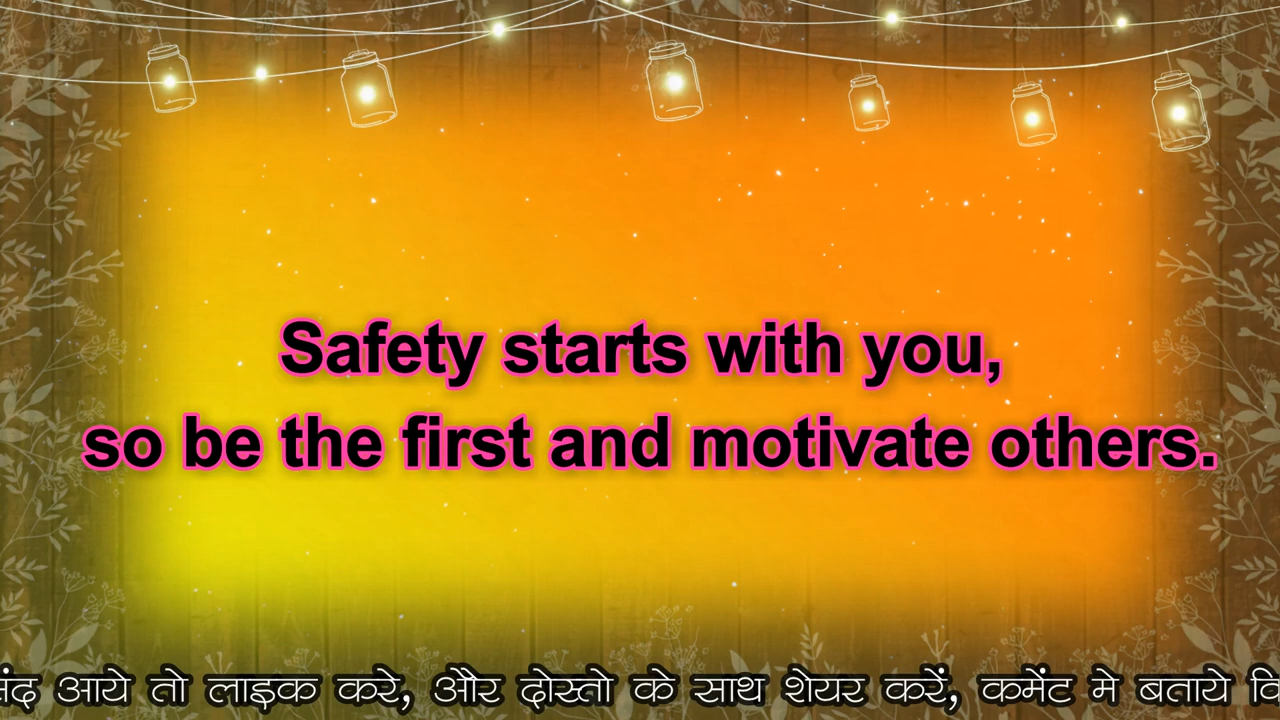 Safety starts with you,
so be the first and motivate others.
आये तो लाइक करे, और दोस्तो के साथ शेयर करें, कमेंट मे बताये